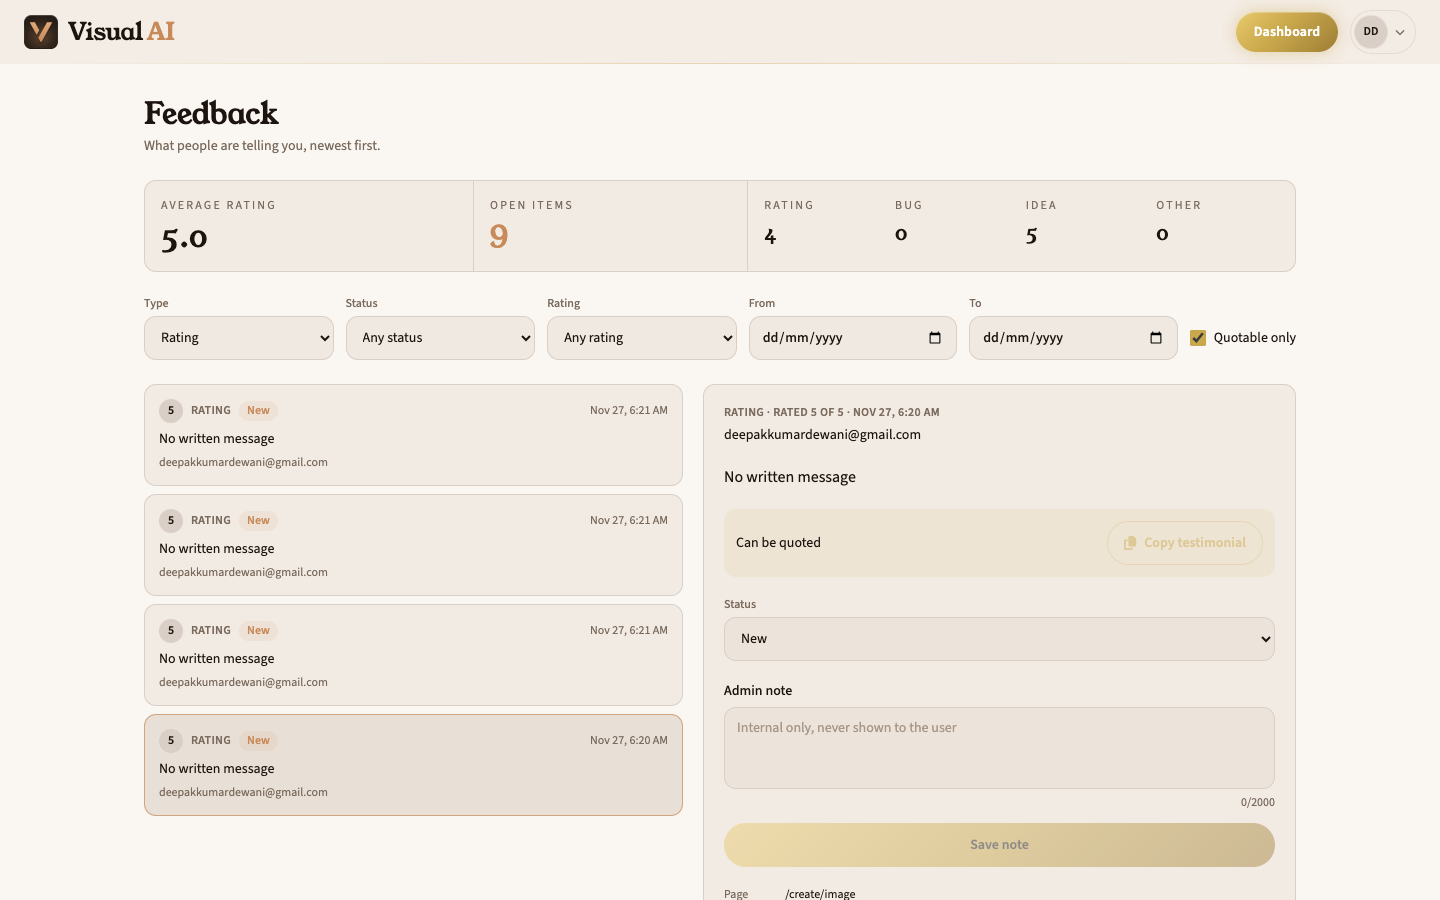 Visual AI
Dashboard
DD
Feedback
What people are telling you, newest first.
AVERAGE RATING
5.0
OPEN ITEMS
9
RATING
4
BUG
0
IDEA
5
OTHER
0
Type
Rating
Status
Any status
Rating
Any rating
From
dd/mm/yyyy
To
dd/mm/yyyy
Quotable only
5 RATING New Nov 27, 6:21 AM
No written message
deepakkumardewani@gmail.com
5 RATING New Nov 27, 6:21 AM
No written message
deepakkumardewani@gmail.com
5 RATING New Nov 27, 6:21 AM
No written message
deepakkumardewani@gmail.com
5 RATING New Nov 27, 6:20 AM
No written message
deepakkumardewani@gmail.com
RATING · RATED 5 OF 5 · NOV 27, 6:20 AM
deepakkumardewani@gmail.com
No written message
Can be quoted
Copy testimonial
Status
New
Admin note
Internal only, never shown to the user
0/2000
Save note
Page /create/image